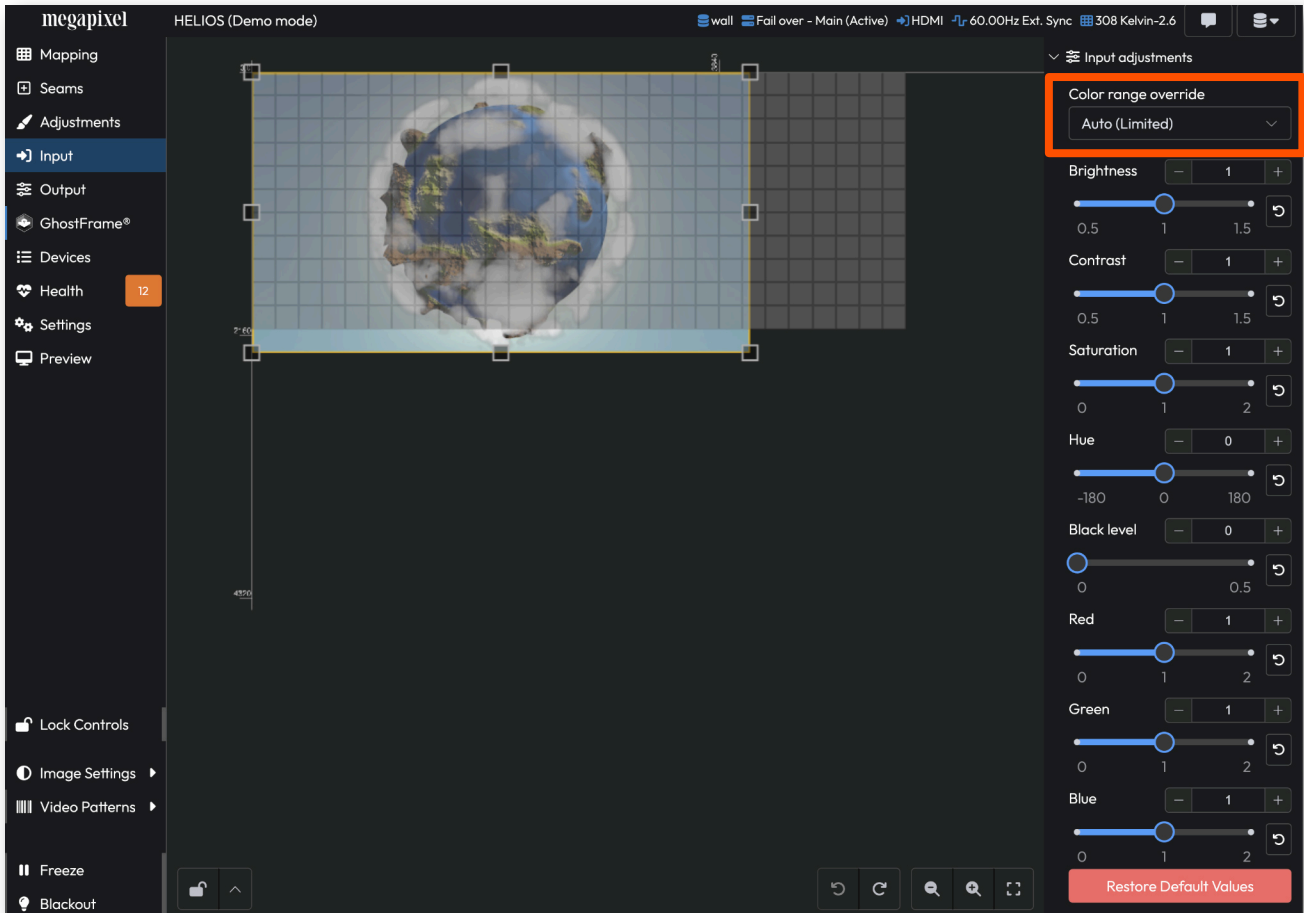 megapixel
HELIOS (Demo mode)
wall Fail over - Main (Active) HDMI 60.00Hz Ext. Sync 308 Kelvin-2.6
Mapping
Seams
Adjustments
Input
Output
GhostFrame®
Devices
Health 12
Settings
Preview
Lock Controls
Image Settings
Video Patterns
Freeze
Blackout
3843
4320
Input adjustments
Color range override
Auto (Limited)
Brightness − 1 +
0.5 1 1.5
Contrast − 1 +
0.5 1 1.5
Saturation − 1 +
0 1 2
Hue − 0 +
-180 0 180
Black level − 0 +
0 0.5
Red − 1 +
0 1 2
Green − 1 +
0 1 2
Blue − 1 +
0 1 2
Restore Default Values